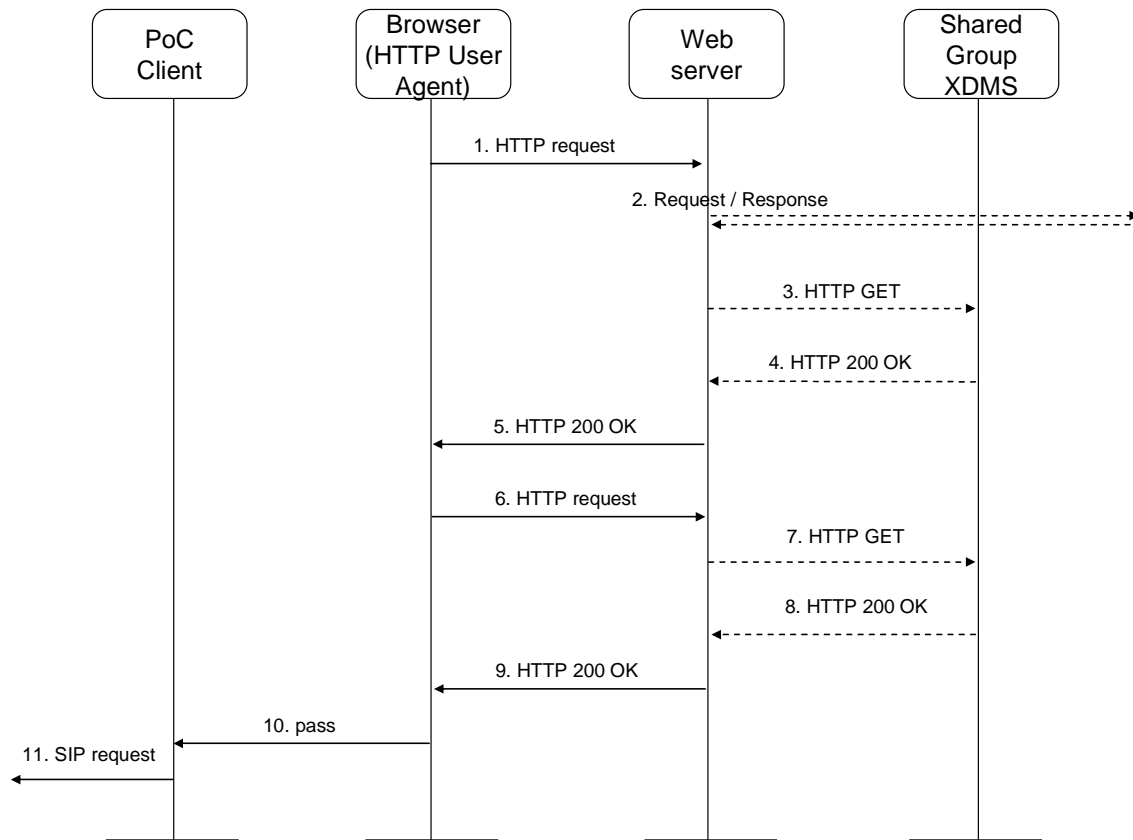 PoC
Client
Browser
(HTTP User
Agent)
Web
server
Shared
Group
XDMS
1. HTTP request
2. Request / Response
3. HTTP GET
4. HTTP 200 OK
5. HTTP 200 OK
6. HTTP request
7. HTTP GET
8. HTTP 200 OK
9. HTTP 200 OK
10. pass
11. SIP request